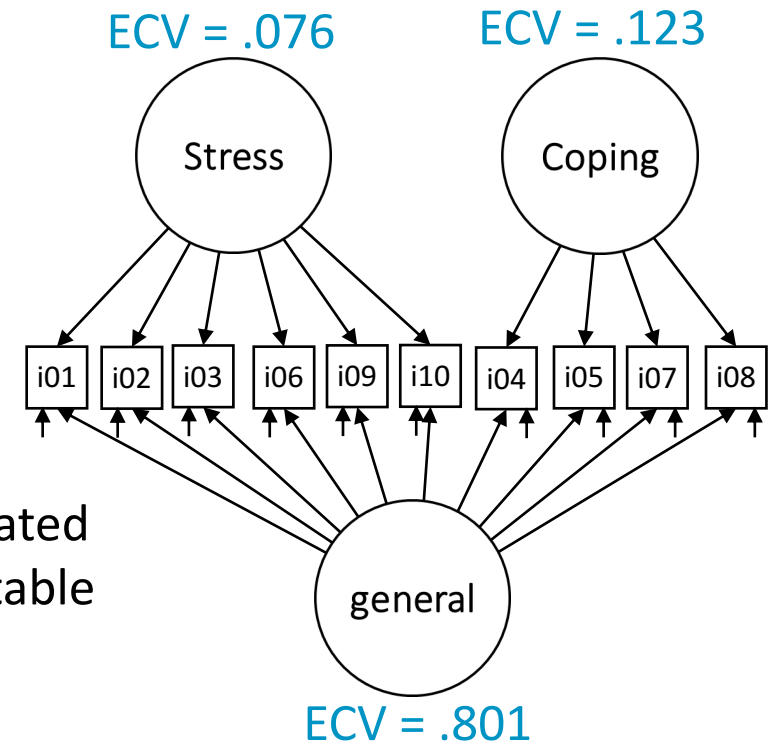 ECV = .076
ECV = .123
Stress
Coping
i01 i02 i03 i06 i09 i10 i04 i05 i07 i08
ated
table
general
ECV = .801